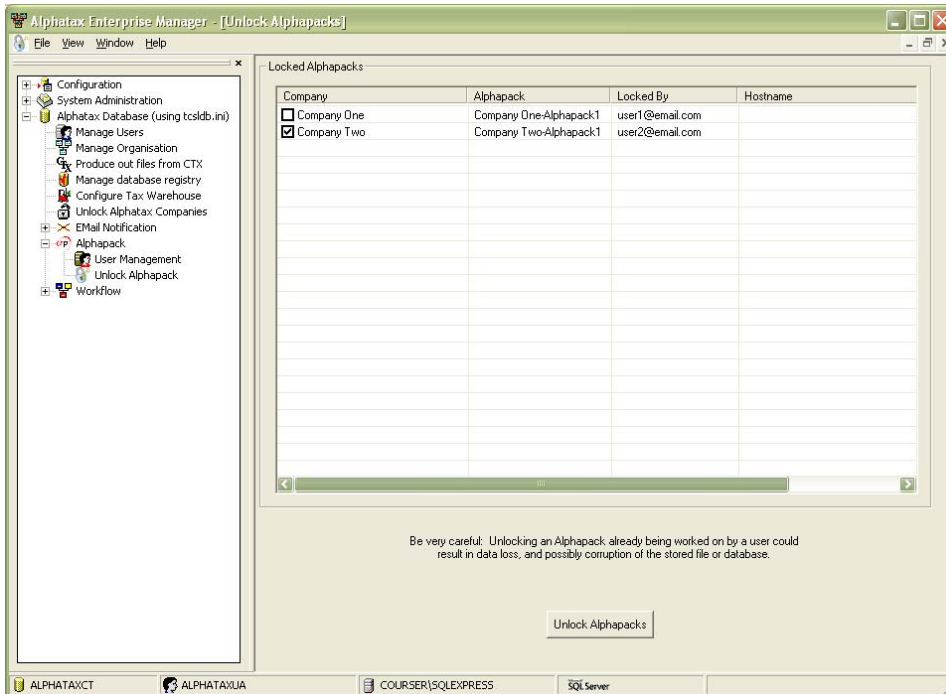 Alphatax Enterprise Manager - [Unlock Alphapacks]
File View Window Help
Configuration
System Administration
Alphatax Database (using tcsldb.ini)
Manage Users
Manage Organisation
Produce out files from CTX
Manage database registry
Configure Tax Warehouse
Unlock Alphatax Companies
EMail Notification
Alphapack
User Management
Unlock Alphapack
Workflow
Locked Alphapacks
Company Alphapack Locked By Hostname
Company One Company One-Alphapack1 user1@email.com
Company Two Company Two-Alphapack1 user2@email.com
Be very careful: Unlocking an Alphapack already being worked on by a user could
result in data loss, and possibly corruption of the stored file or database.
Unlock Alphapacks
ALPHATAXCT ALPHATAXUA COURSER\SQLEXPRESS SQL Server